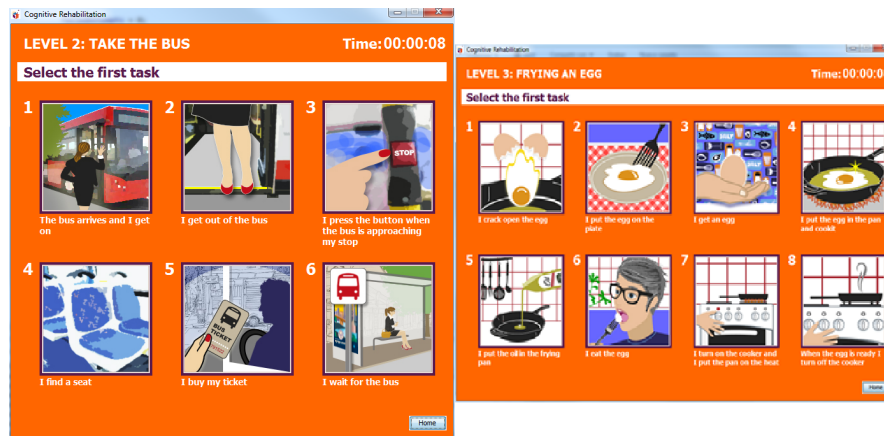 Cognitive Rehabilitation
LEVEL 2: TAKE THE BUS
Time: 00:00:08
Select the first task
1
2
3
STOP
The bus arrives and I get
on
I get out of the bus
I press the button when
the bus is approaching
my stop
4
5
6
BUS
TICKET
I find a seat
I buy my ticket
I wait for the bus
Home
Cognitive Rehabilitation
LEVEL 3: FRYING AN EGG
Time: 00:00:0
Select the first task
1
2
3
4
I crack open the egg
I put the egg on the
plate
I get an egg
I put the egg in the pan
and cookit
5
6
7
8
I put the oil in the frying
pan
I eat the egg
I turn on the cooker and
I put the pan on the heat
When the egg is ready I
turn off the cooker
Home